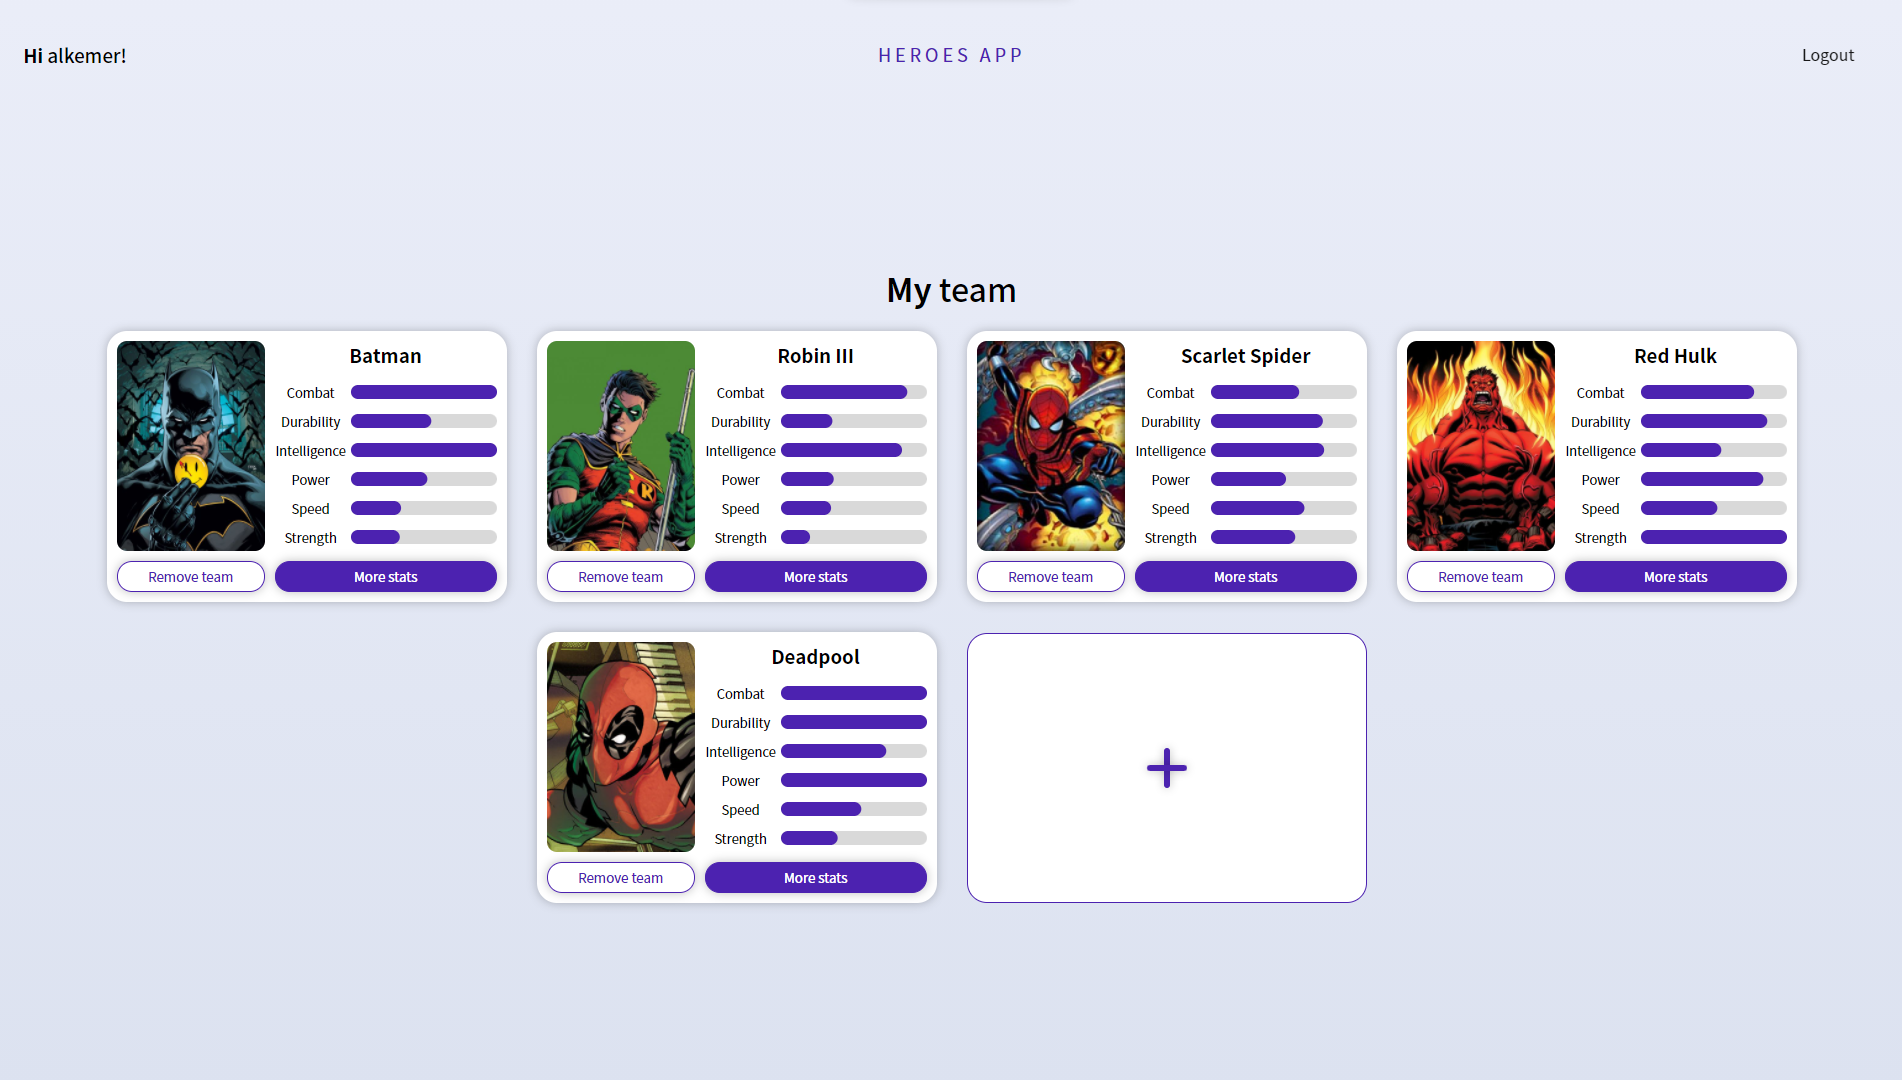 Hi alkemer!
HEROES APP
Logout
My team
Batman
Combat
Durability
Intelligence
Power
Speed
Strength
Remove team
More stats
Robin III
Combat
Durability
Intelligence
Power
Speed
Strength
Remove team
More stats
Scarlet Spider
Combat
Durability
Intelligence
Power
Speed
Strength
Remove team
More stats
Red Hulk
Combat
Durability
Intelligence
Power
Speed
Strength
Remove team
More stats
Deadpool
Combat
Durability
Intelligence
Power
Speed
Strength
Remove team
More stats